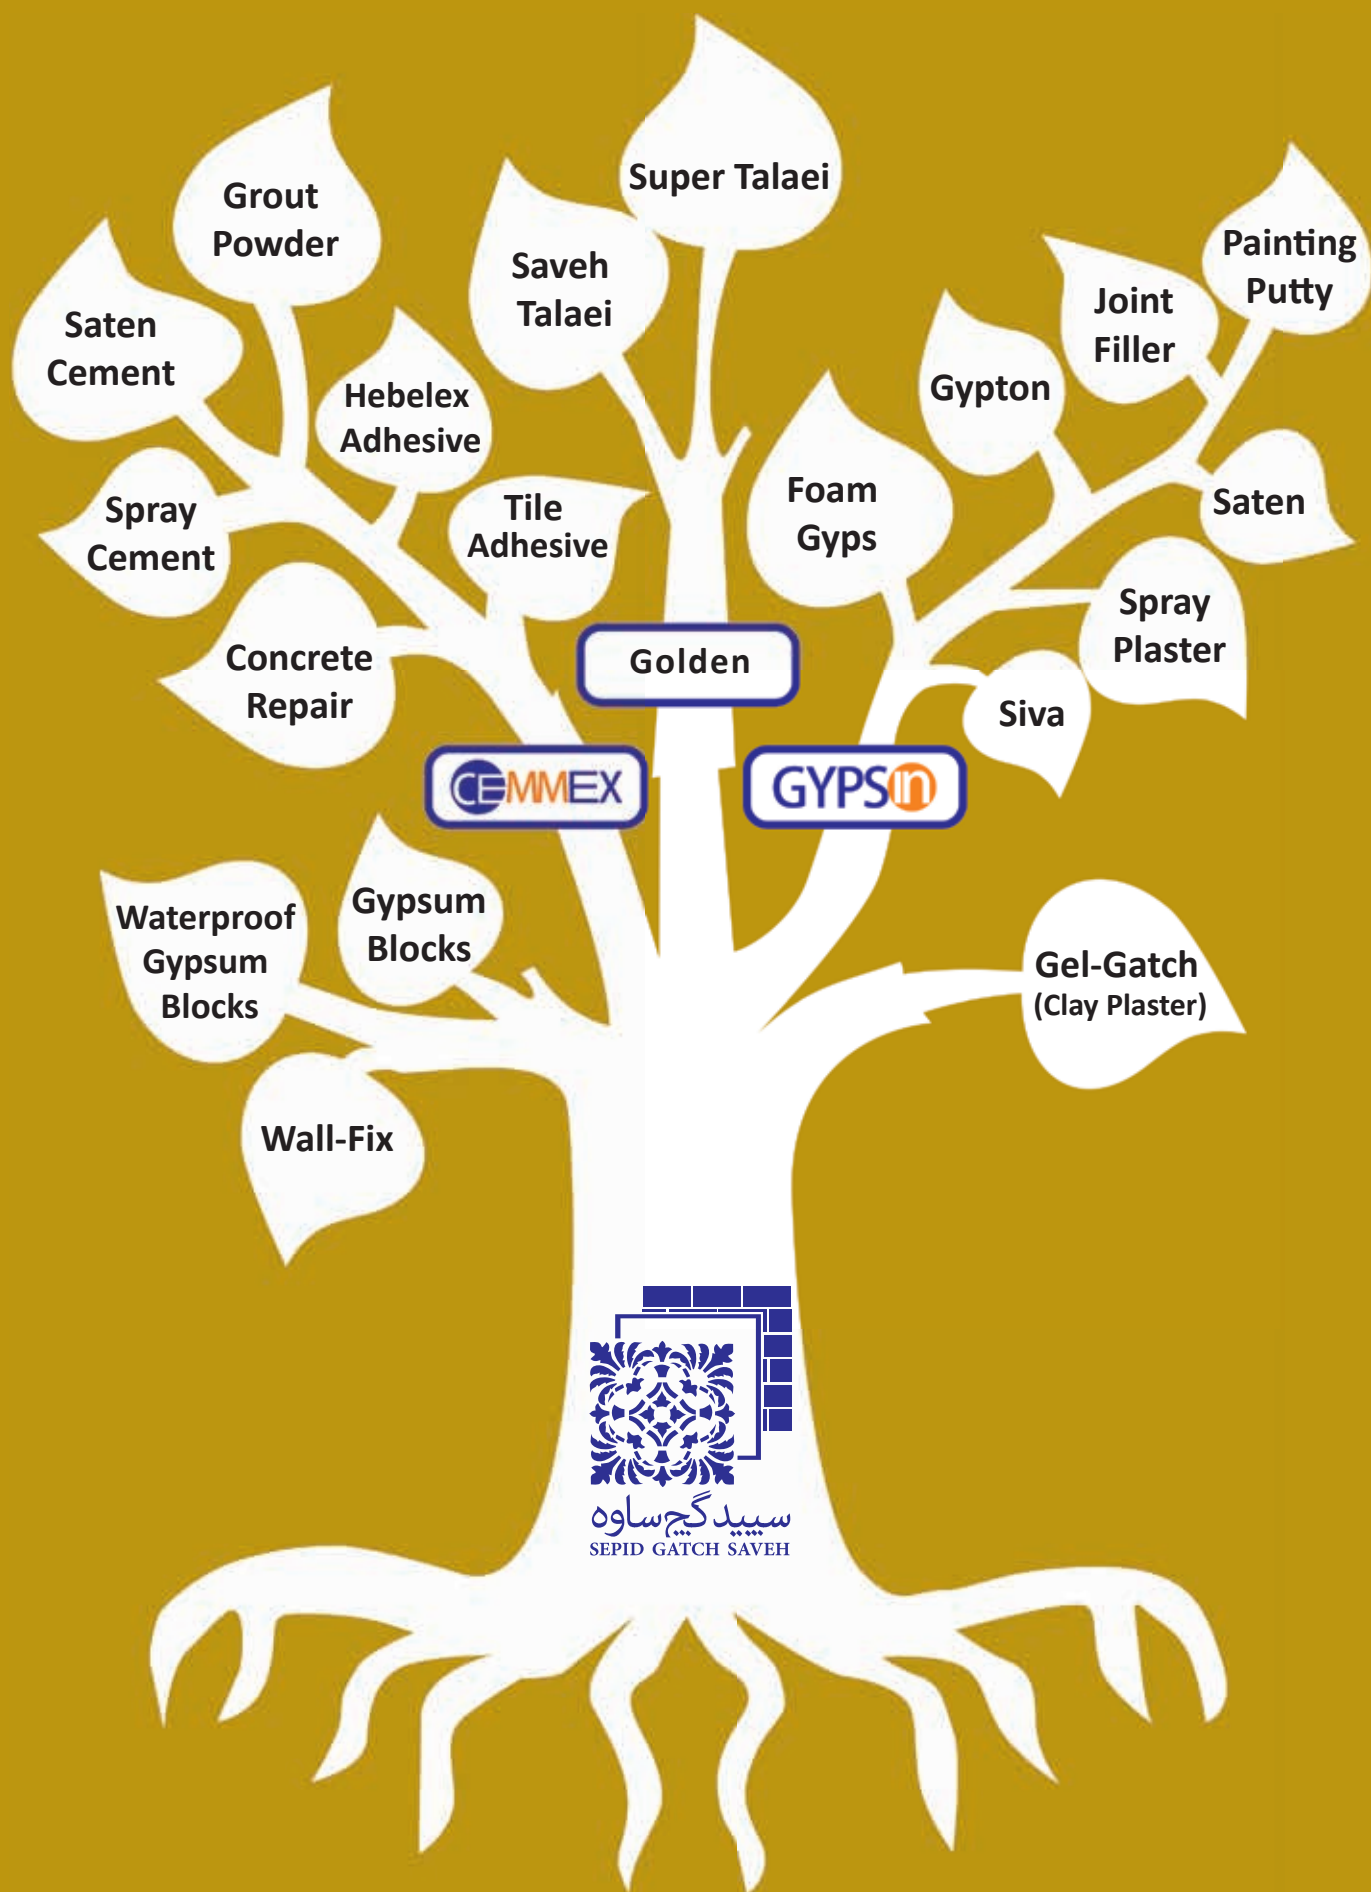 Super Talaei
Grout
Powder
Saveh
Talaei
Painting
Putty
Joint
Filler
Saten
Cement
Hebelex
Adhesive
Gypton
Foam
Gyps
Saten
Spray
Cement
Tile
Adhesive
Spray
Plaster
Concrete
Repair
Golden
Siva
CEMMEX
GYPSin
Gypsum
Blocks
Waterproof
Gypsum
Blocks
Gel-Gatch
(Clay Plaster)
Wall-Fix
سپیدگچ ساوه
SEPID GATCH SAVEH